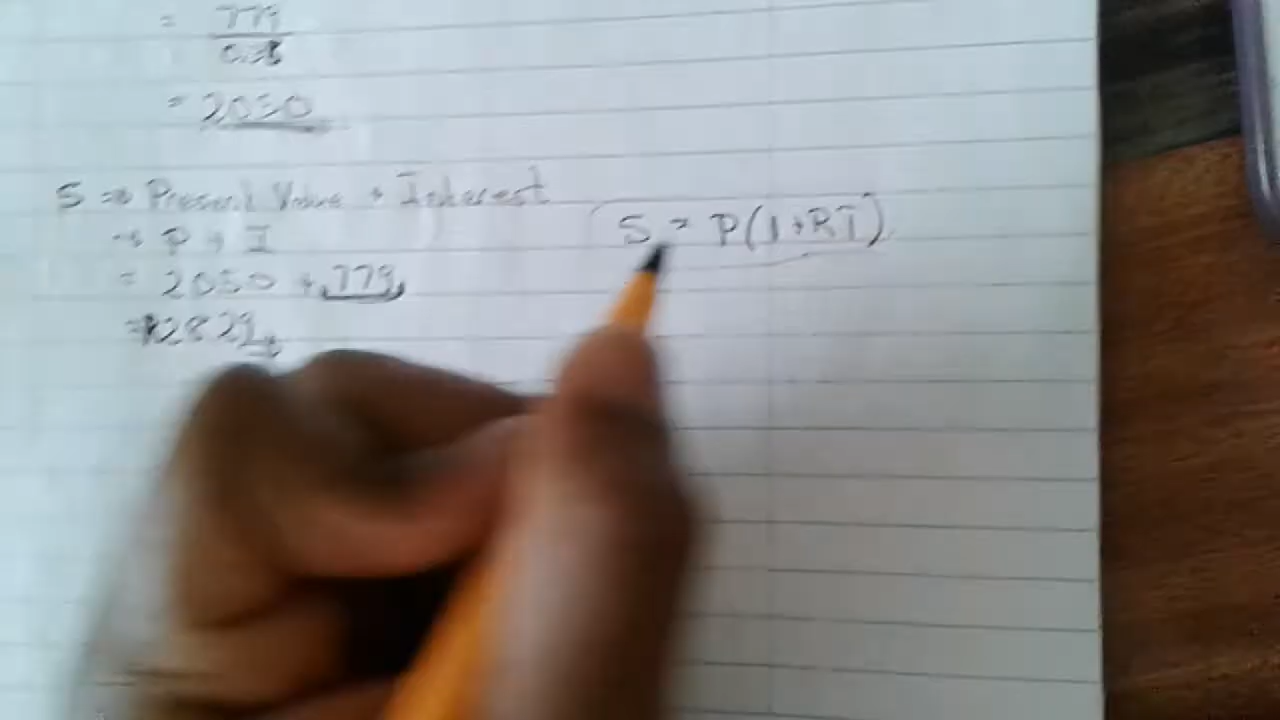 = 779
0.38
= 2050
S => Present Value + Interest
=> P + I
= 2050 + 779
= 2829
S = P(1+RT)